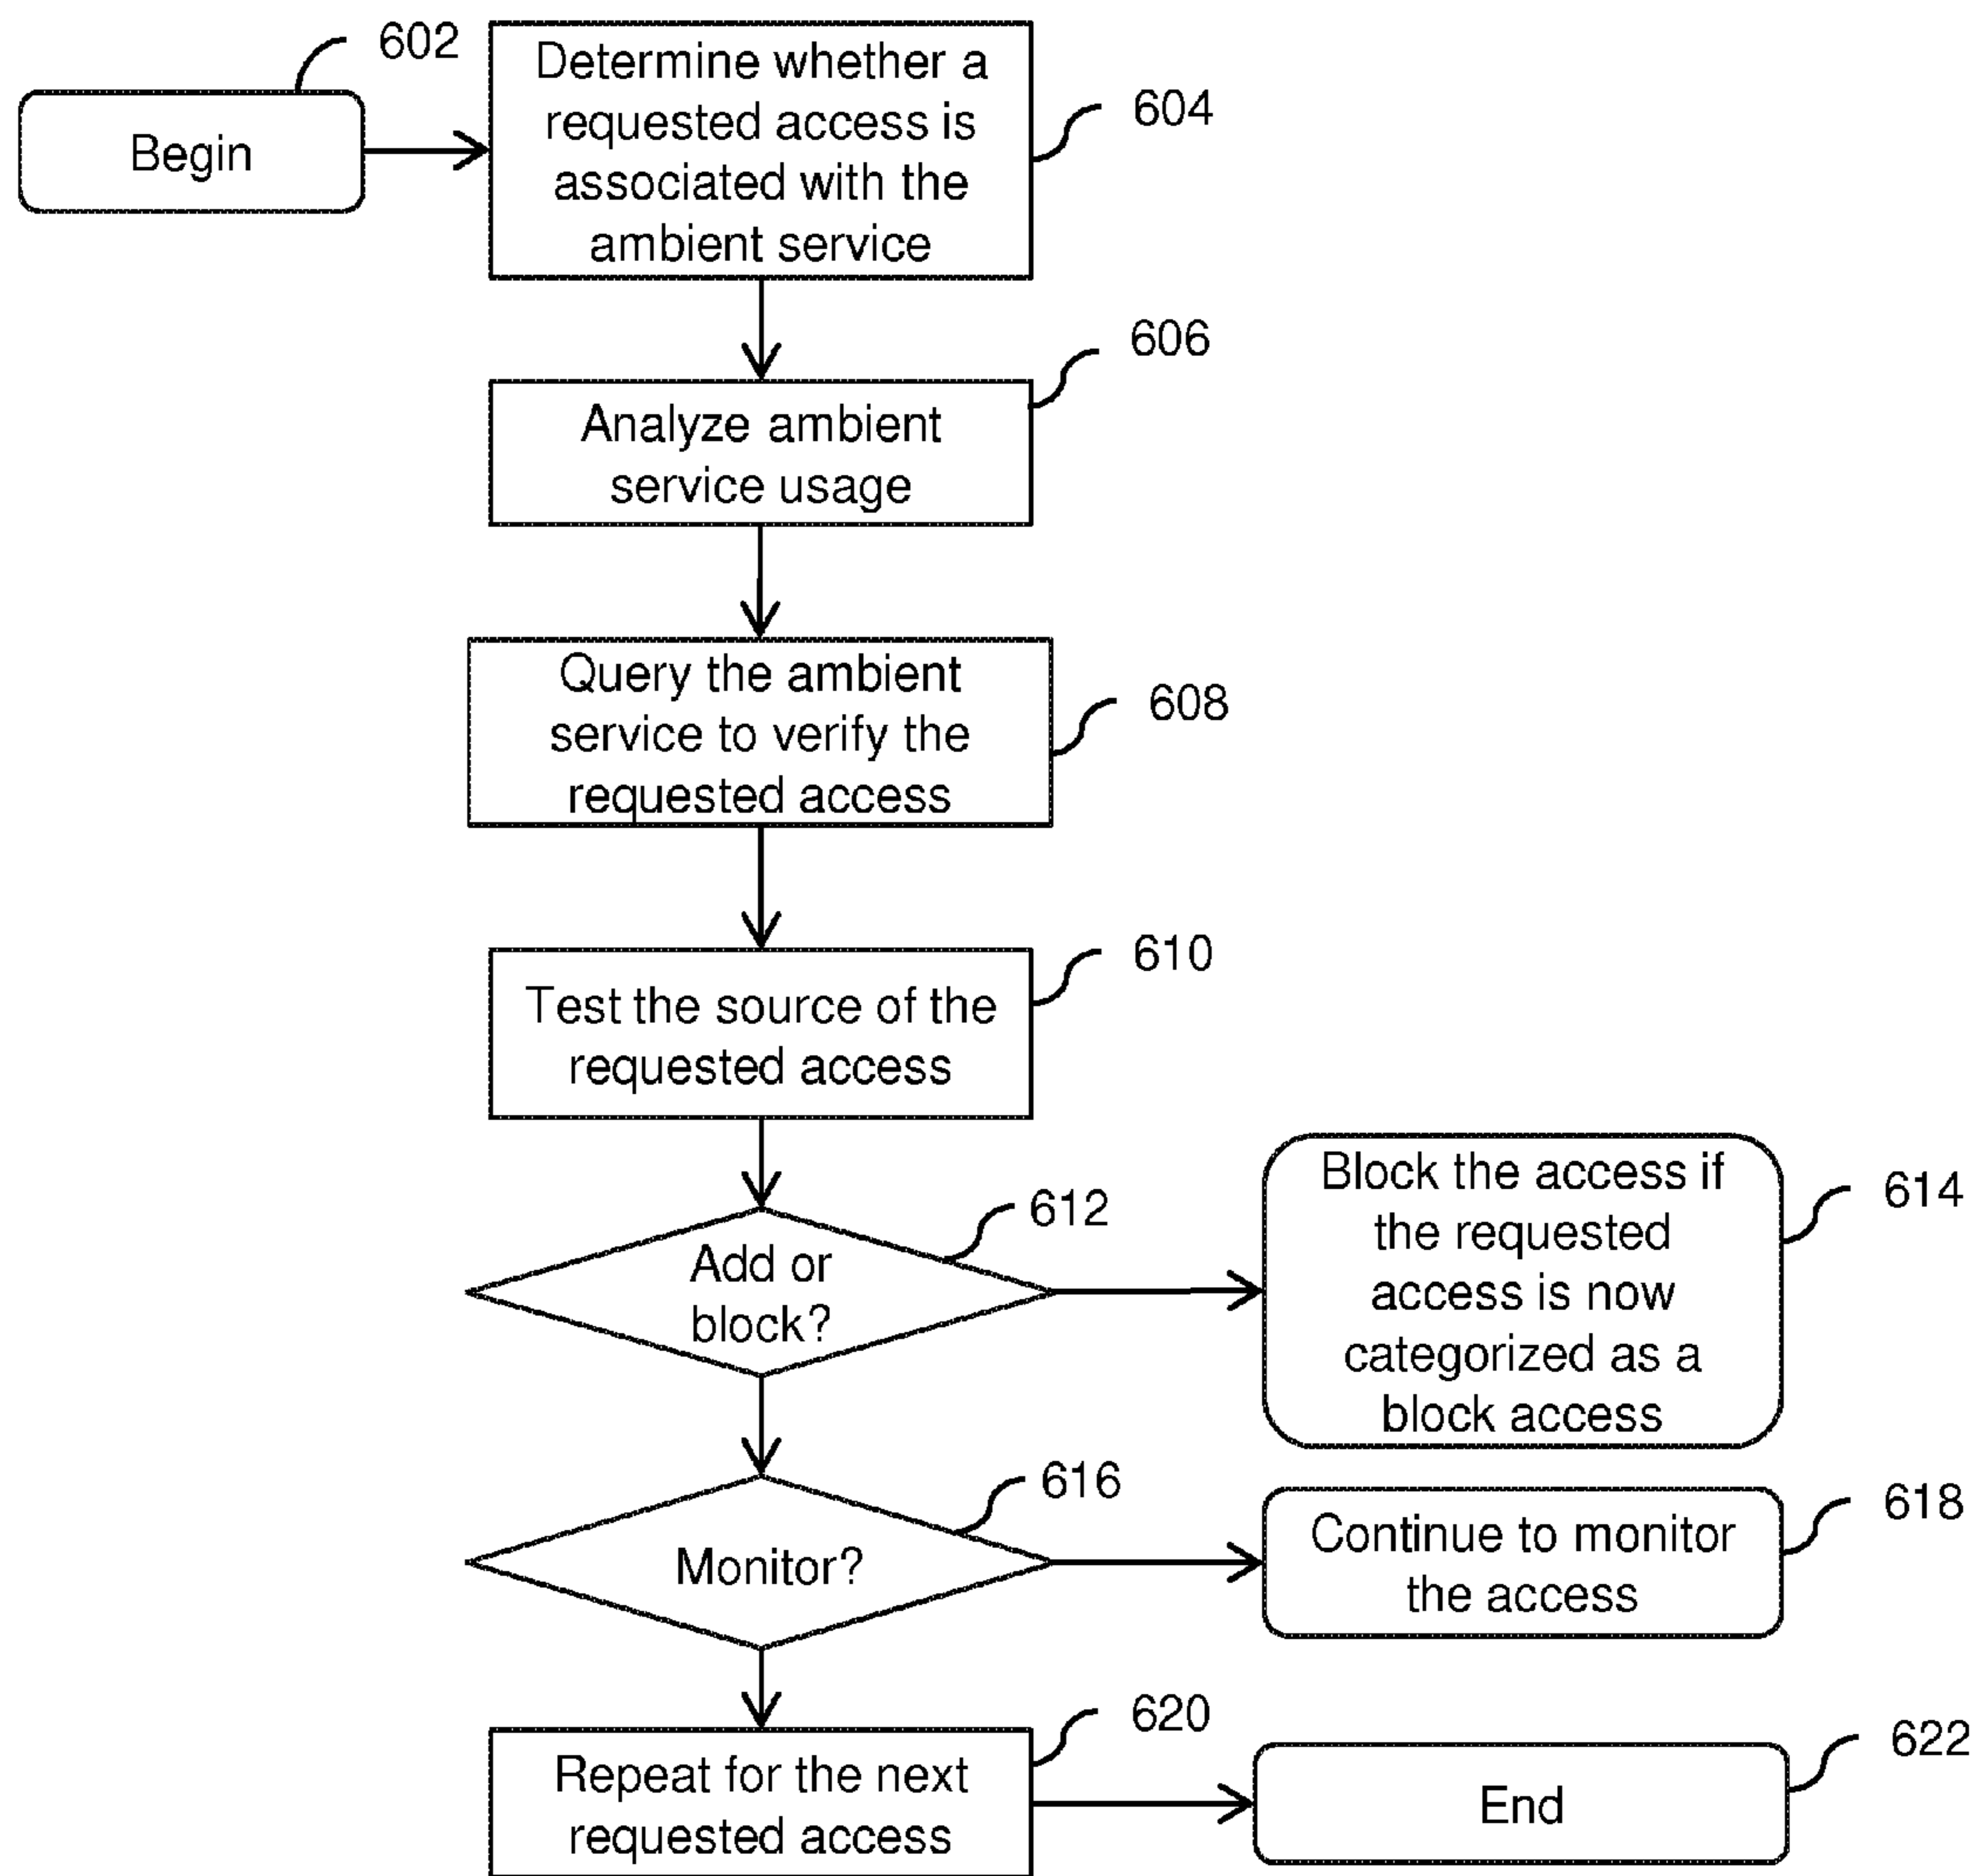 602
Begin
Determine whether a
requested access is
associated with the
ambient service
604
Analyze ambient
service usage
606
Query the ambient
service to verify the
requested access
608
Test the source of the
requested access
610
Add or
block?
612
Block the access if
the requested
access is now
categorized as a
block access
614
Monitor?
616
Continue to monitor
the access
618
Repeat for the next
requested access
620
End
622